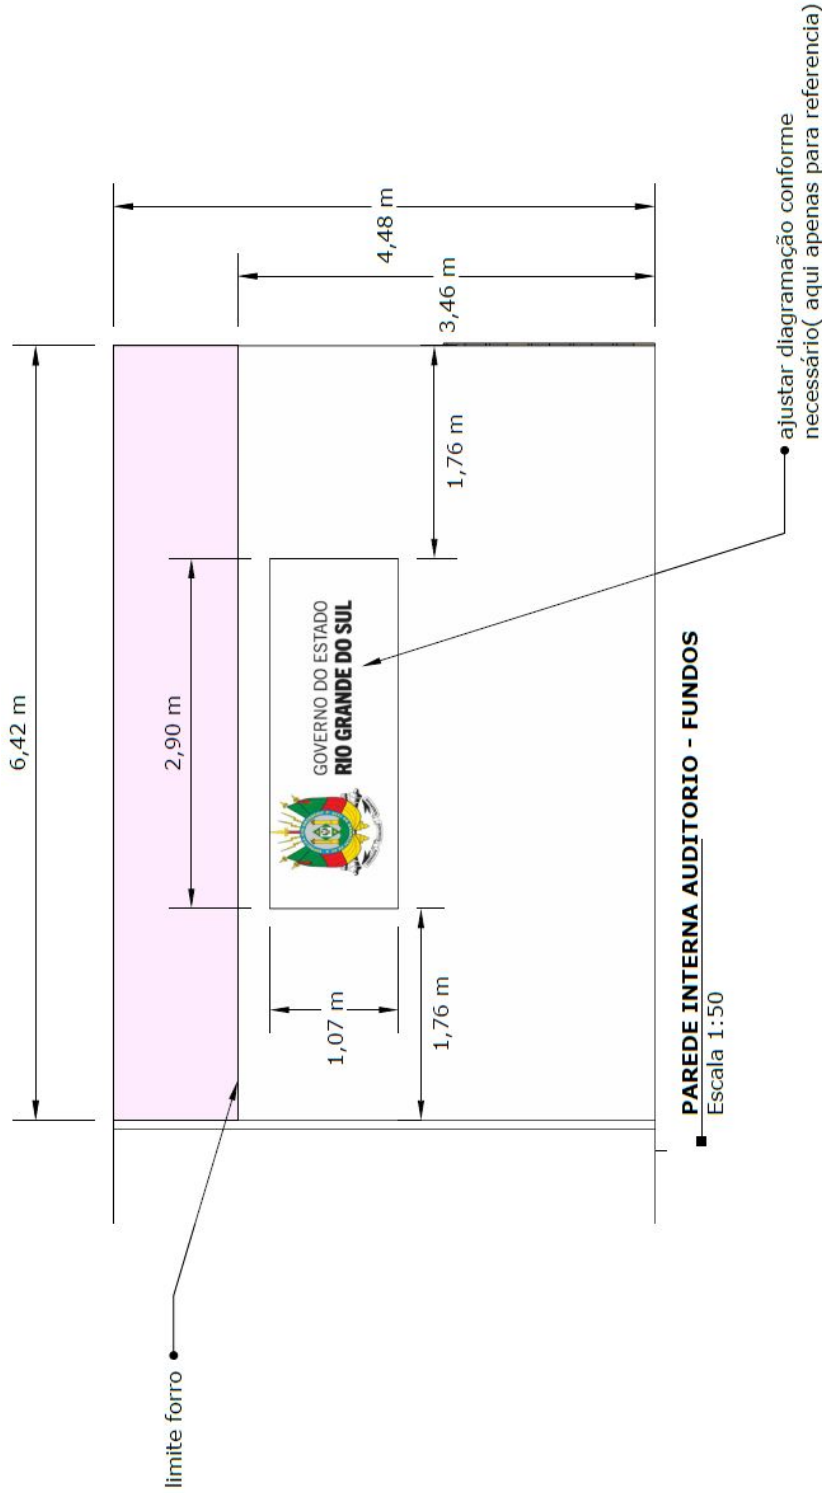 6,42 m
2,90 m
4,48 m
3,46 m
limite forro
GOVERNO DO ESTADO
RIO GRANDE DO SUL
1,07 m
1,76 m
1,76 m
ajustar diagramação conforme
necessário( aqui apenas para referencia)
PAREDE INTERNA AUDITORIO - FUNDOS
Escala 1:50